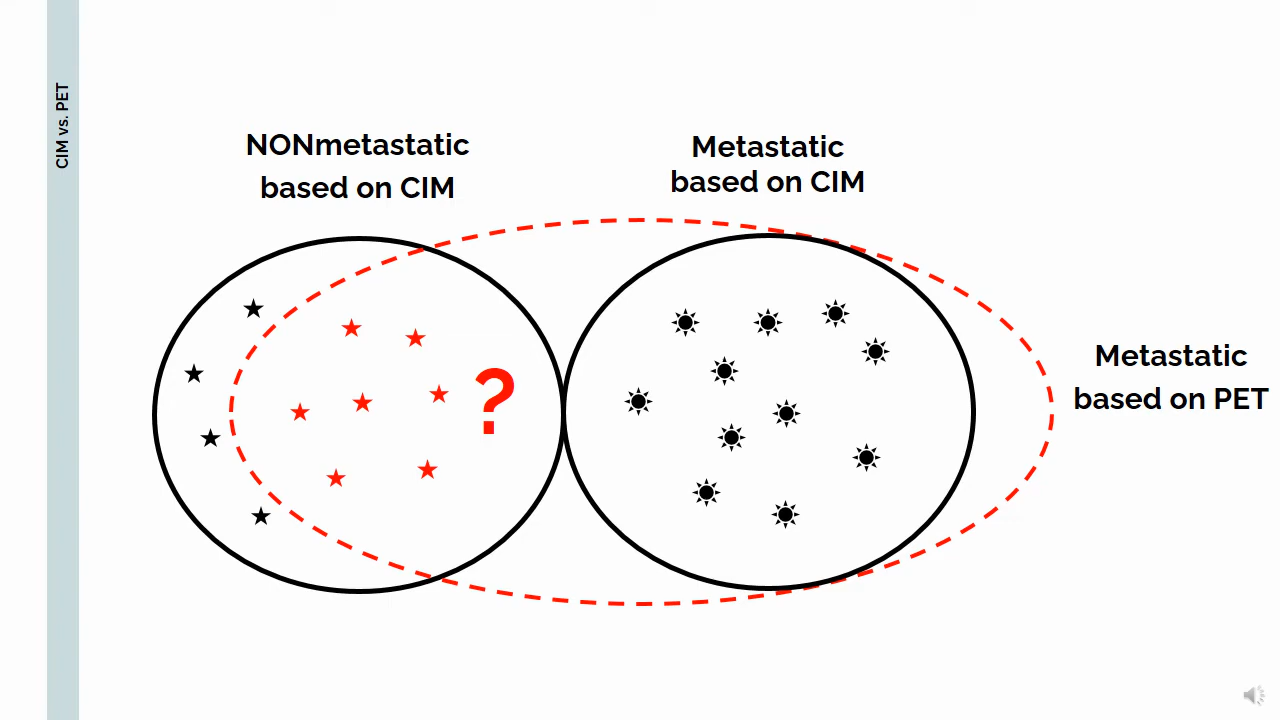 CIM vs. PET
NONmetastatic
based on CIM
Metastatic
based on CIM
?
Metastatic
based on PET